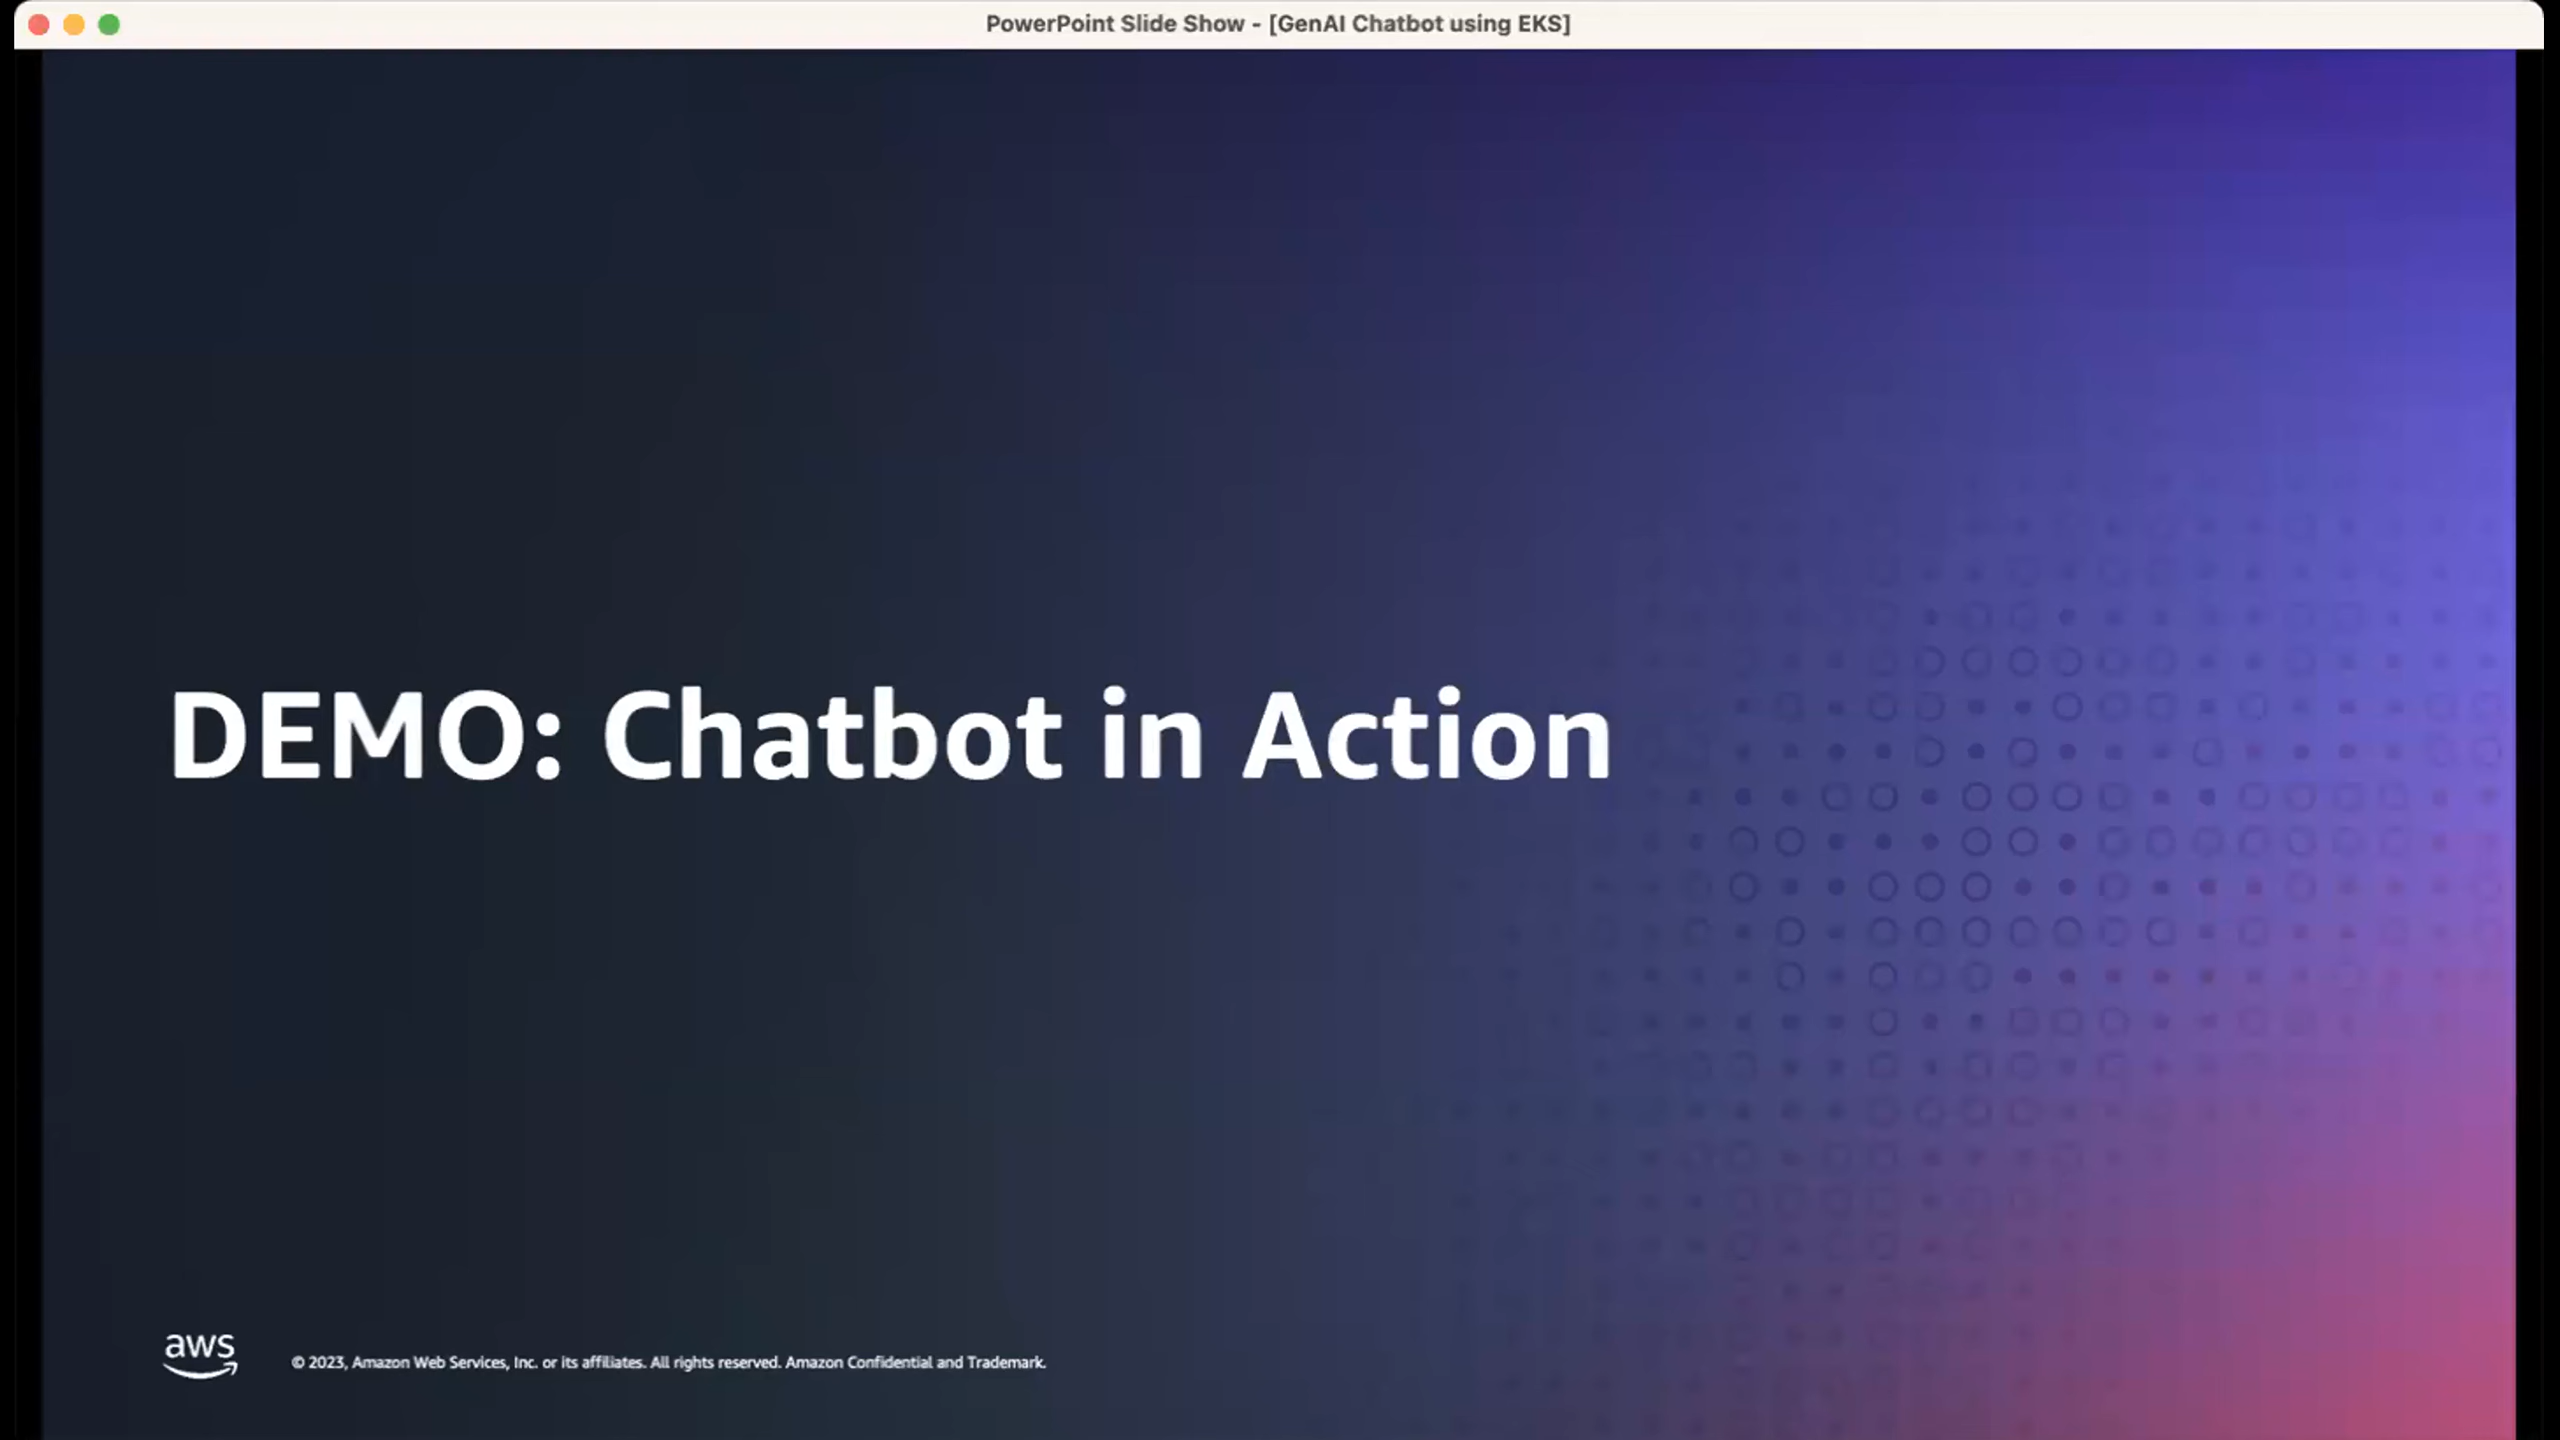 PowerPoint Slide Show - [GenAI Chatbot using EKS]
DEMO: Chatbot in Action
aws
© 2023, Amazon Web Services, Inc. or its affiliates. All rights reserved. Amazon Confidential and Trademark.